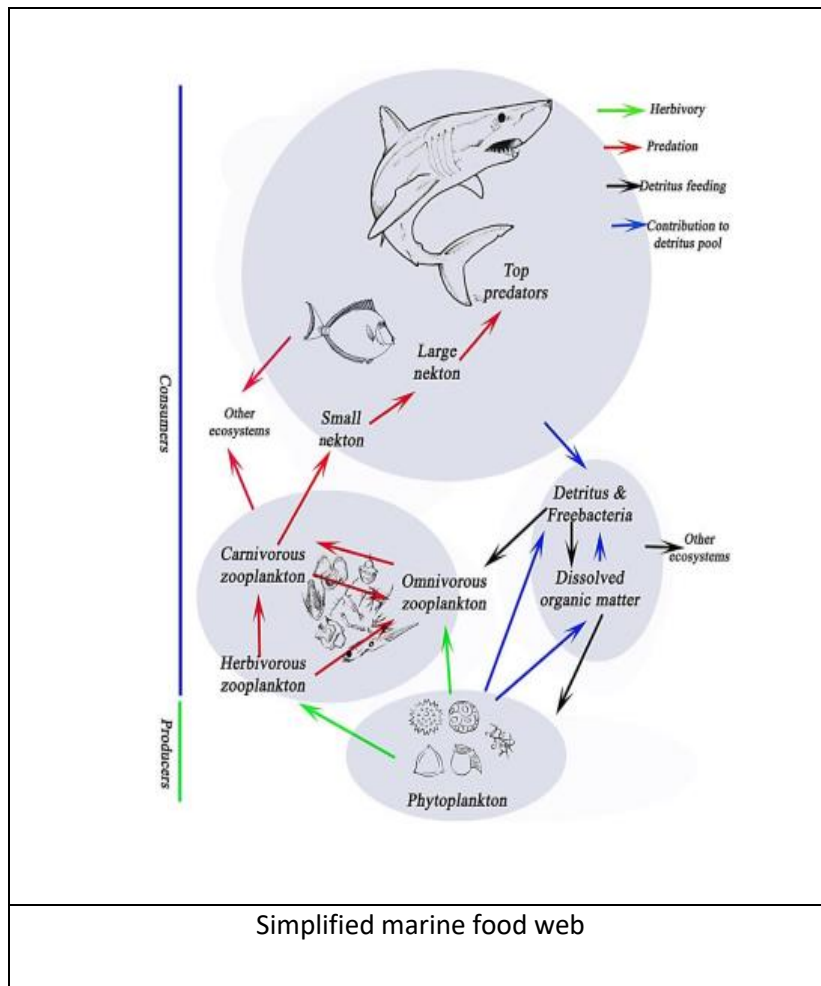 Herbivory
Predation
Detritus feeding
Contribution to
detritus pool
Top
predators
Large
nekton
Small
nekton
Other
ecosystems
Consumers
Detritus &
Freebacteria
Other
ecosystems
Dissolved
organic matter
Carnivorous
zooplankton
Omnivorous
zooplankton
Herbivorous
zooplankton
Producers
Phytoplankton
Simplified marine food web